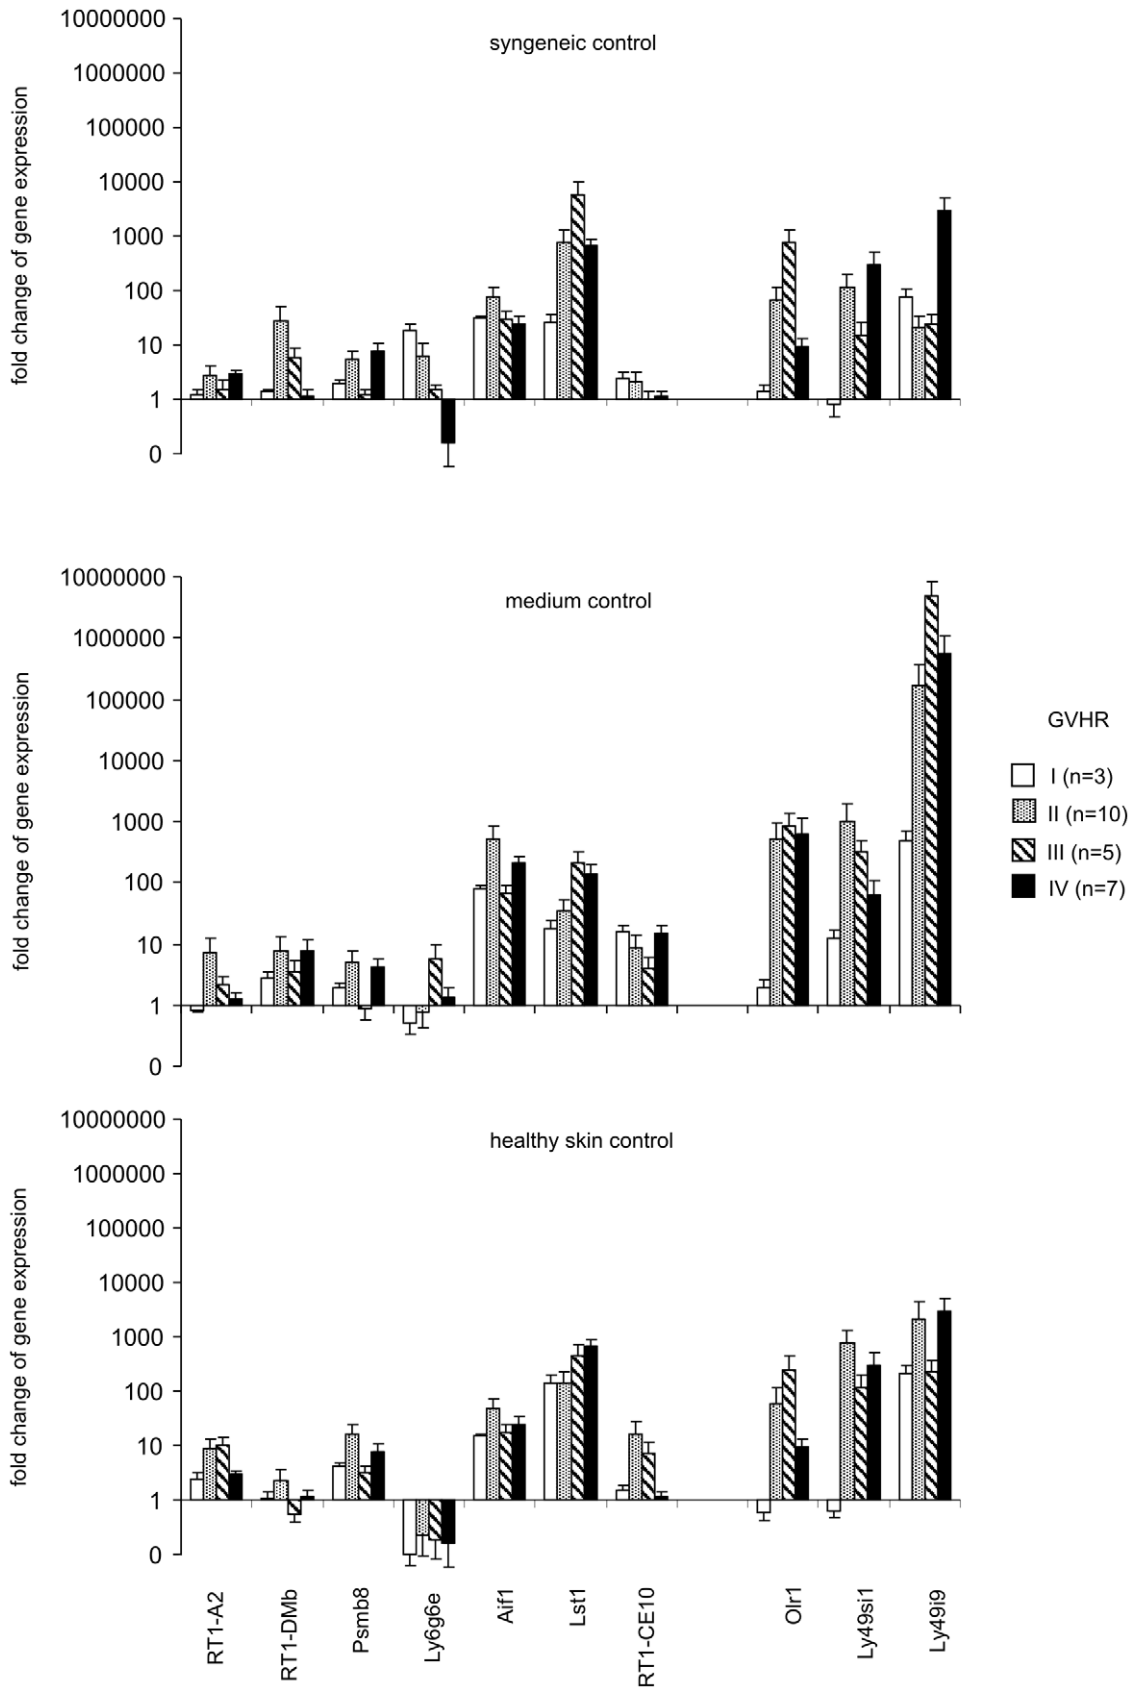 syngeneic control
fold change of gene expression
10000000
1000000
100000
10000
1000
100
10
1
0
medium control
fold change of gene expression
10000000
1000000
100000
10000
1000
100
10
1
0
GVHR
I (n=3)
II (n=10)
III (n=5)
IV (n=7)
healthy skin control
fold change of gene expression
10000000
1000000
100000
10000
1000
100
10
1
0
RT1-A2
RT1-DMb
Psmb8
Ly6g6e
Aif1
Lst1
RT1-CE10
Olr1
Ly49si1
Ly49i9